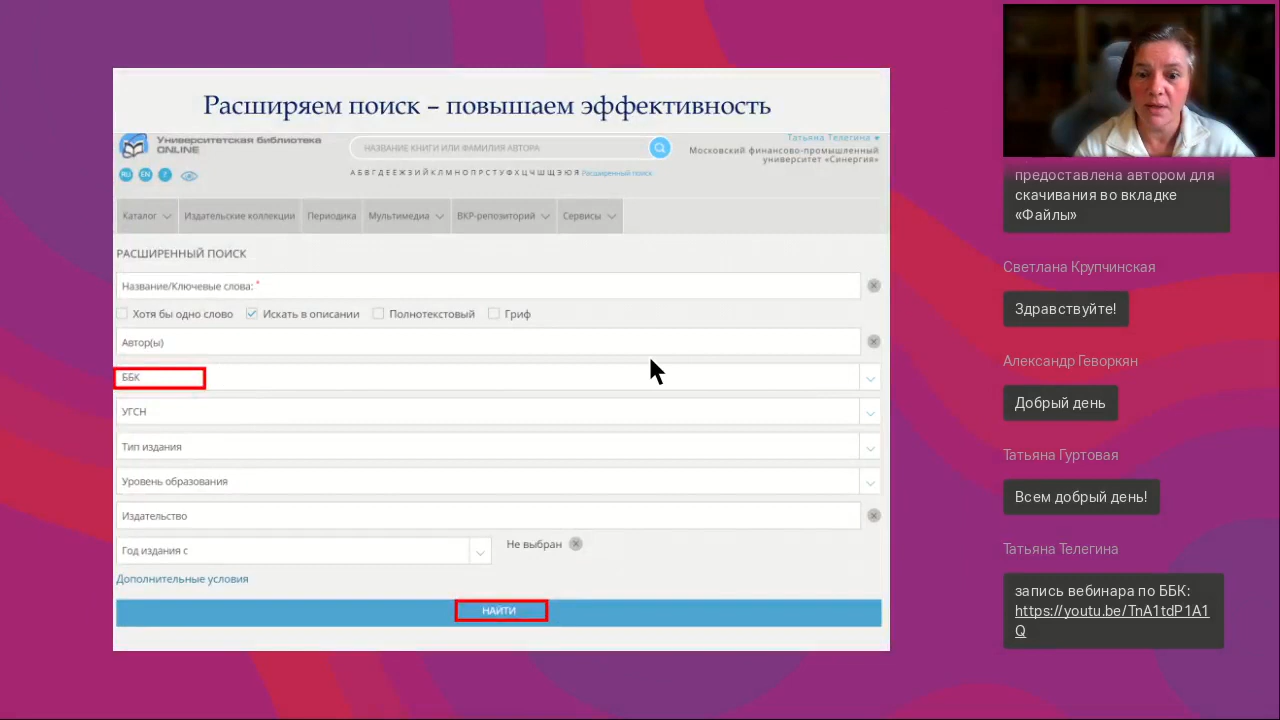 Расширяем поиск – повышаем эффективность
Университетская библиотека
ONLINE
НАЗВАНИЕ КНИГИ ИЛИ ФАМИЛИЯ АВТОРА
Татьяна Телегина
Московский финансово-промышленный
университет «Синергия»
RU EN ?
А Б В Г Д Е Ё Ж З И Й К Л М Н О П Р С Т У Ф Х Ц Ч Ш Щ Э Ю Я Расширенный поиск
Каталог Издательские коллекции Периодика Мультимедиа ВКР-репозиторий Сервисы
РАСШИРЕННЫЙ ПОИСК
Название/Ключевые слова: *
Хотя бы одно слово Искать в описании Полнотекстовый Гриф
Автор(ы)
ББК
УГСН
Тип издания
Уровень образования
Издательство
Год издания с Не выбран
Дополнительные условия
НАЙТИ
предоставлена автором для
скачивания во вкладке
«Файлы»
Светлана Крупчинская
Здравствуйте!
Александр Геворкян
Добрый день
Татьяна Гуртовая
Всем добрый день!
Татьяна Телегина
запись вебинара по ББК:
https://youtu.be/TnA1tdP1A1
Q